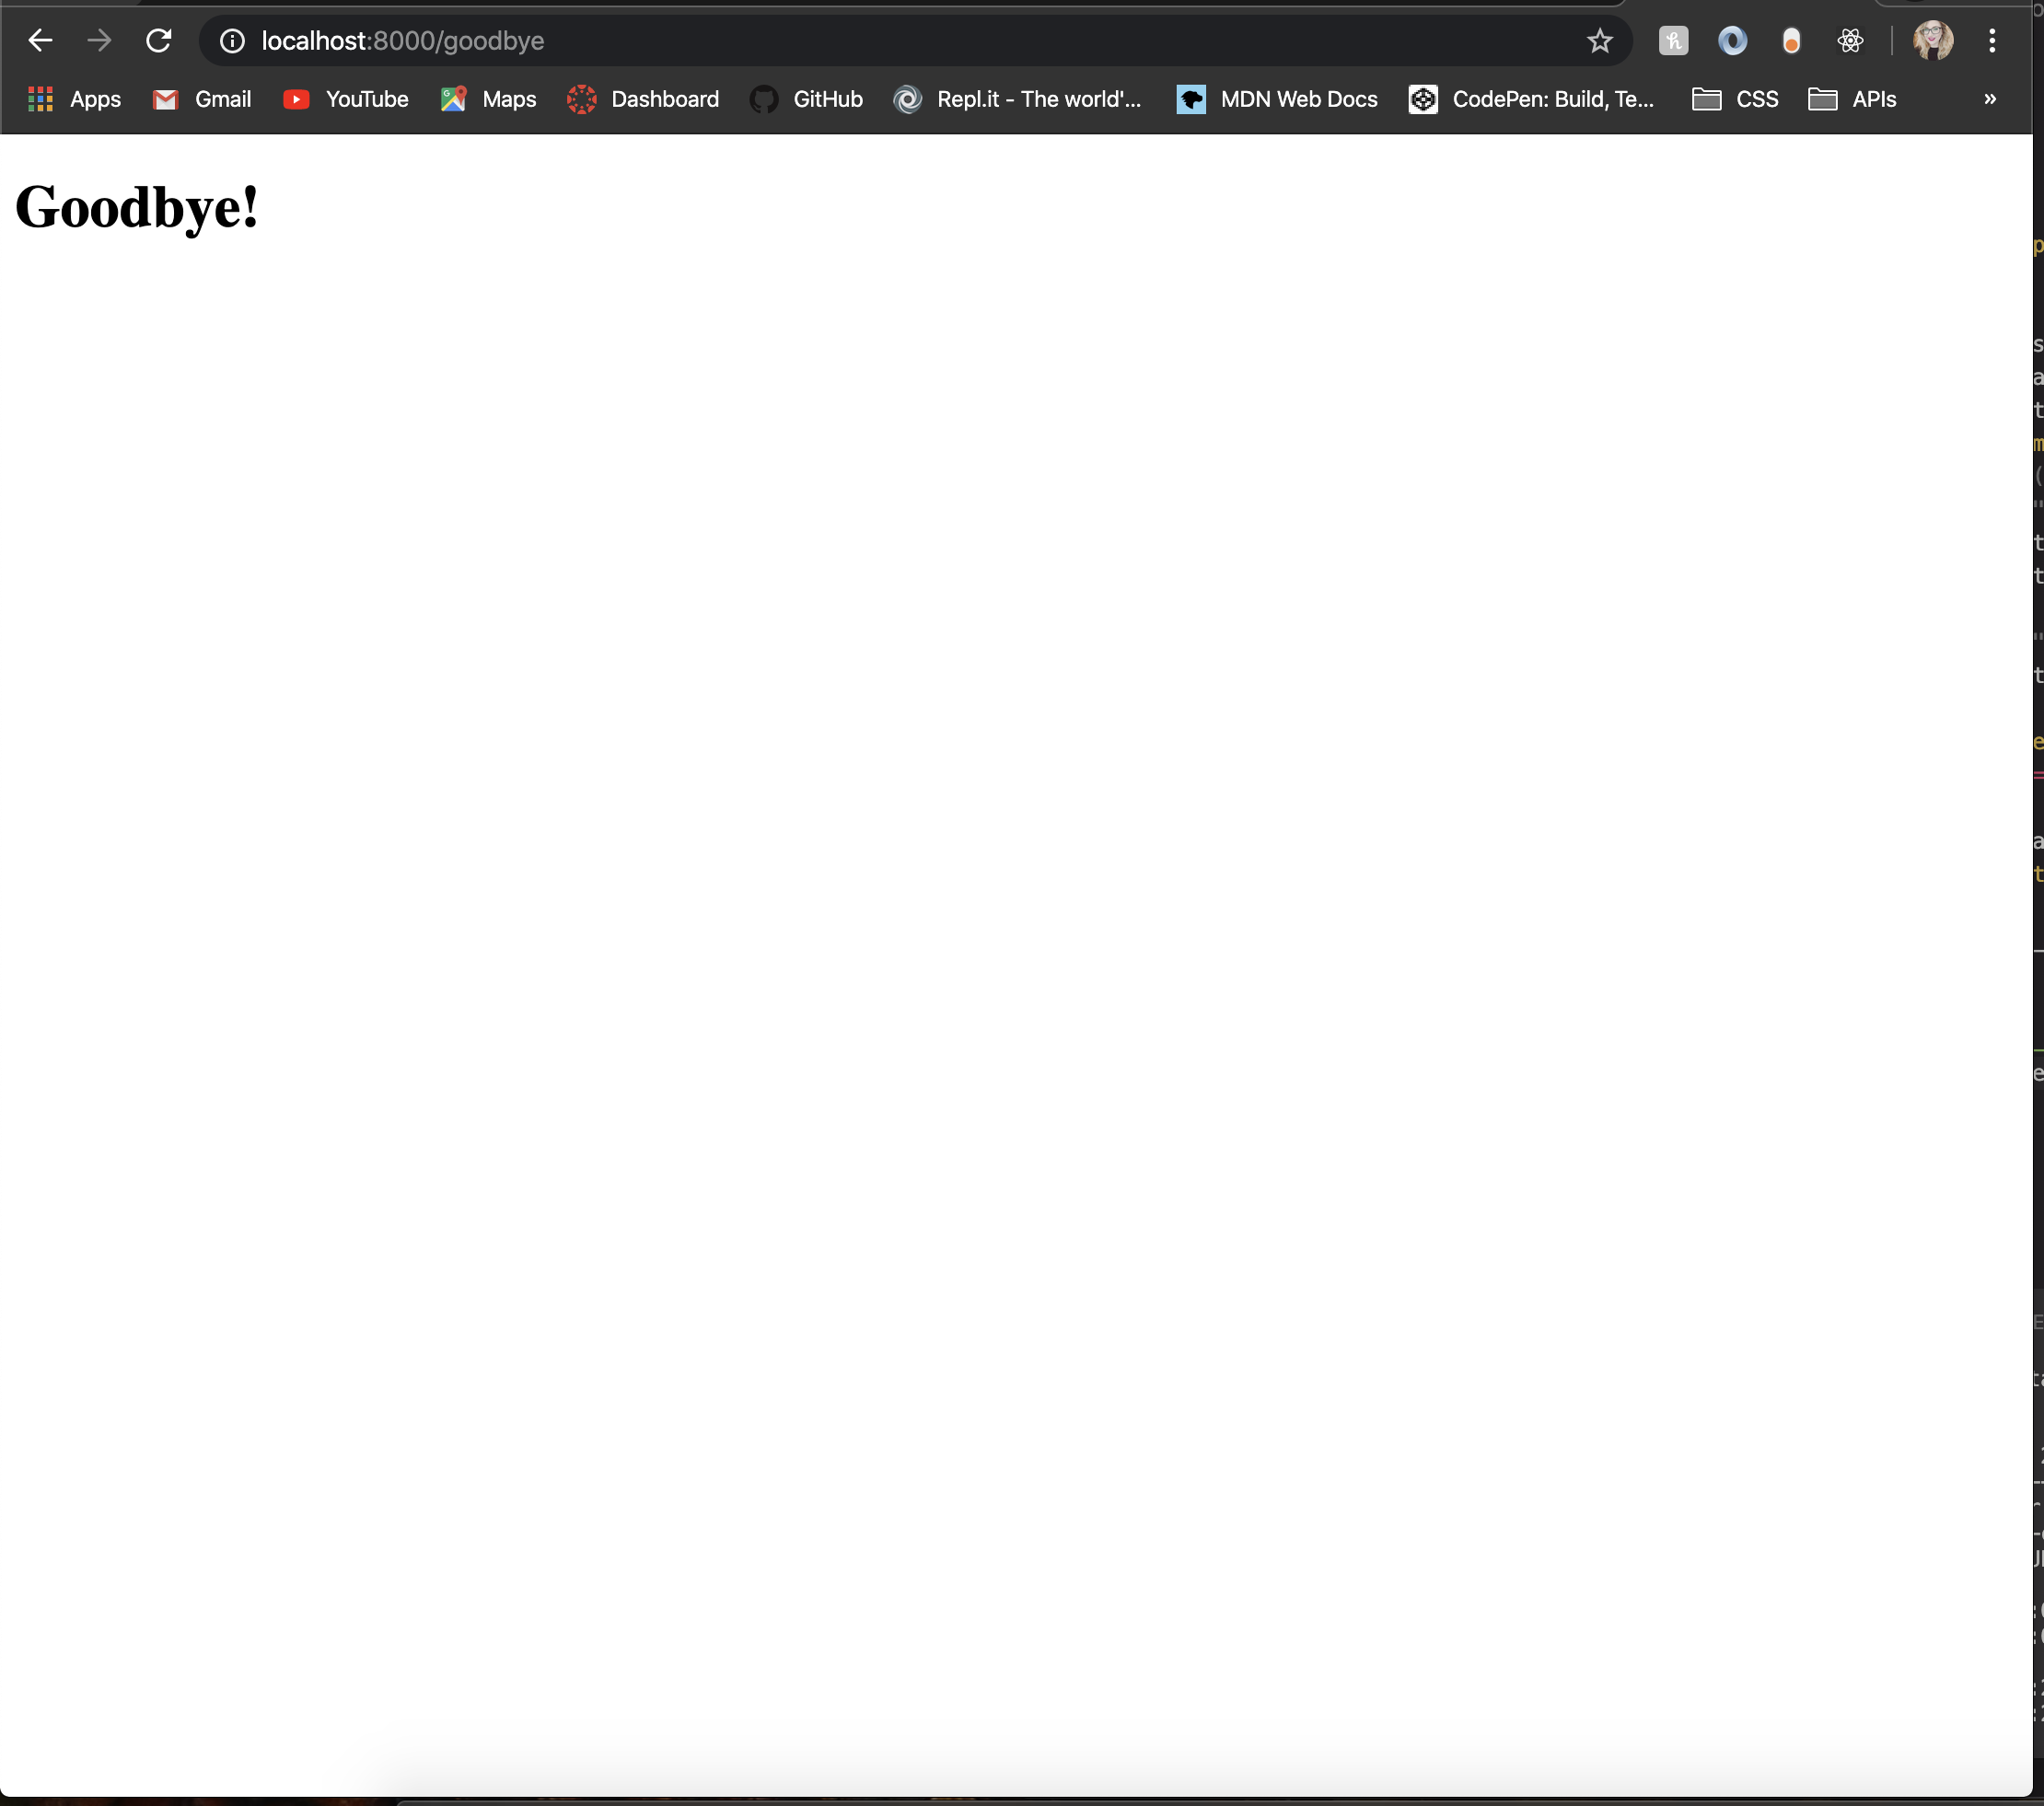 localhost:8000/goodbye
Apps Gmail YouTube Maps Dashboard GitHub Repl.it - The world'... MDN Web Docs CodePen: Build, Te... CSS APIs »
Goodbye!